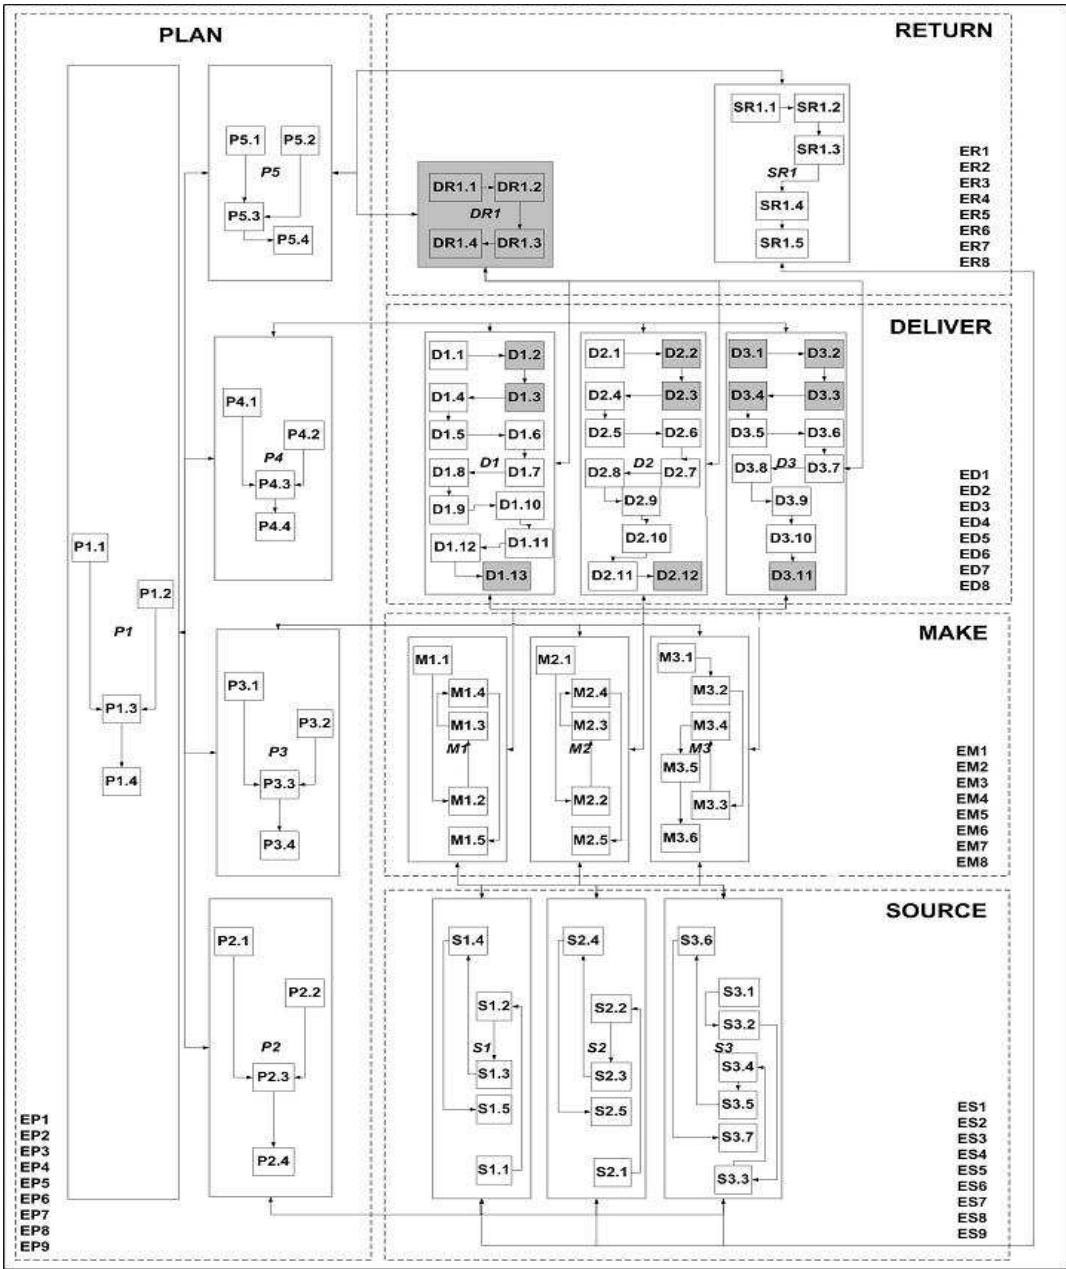 PLAN
P1.1
P1.2
P1
P1.3
P1.4
P5.1 P5.2
P5
P5.3
P5.4
P4.1
P4.2
P4
P4.3
P4.4
P3.1
P3.2
P3
P3.3
P3.4
P2.1
P2.2
P2
P2.3
P2.4
EP1
EP2
EP3
EP4
EP5
EP6
EP7
EP8
EP9
RETURN
DR1.1 DR1.2
DR1
DR1.4 DR1.3
SR1.1 SR1.2
SR1.3
SR1
SR1.4
SR1.5
ER1
ER2
ER3
ER4
ER5
ER6
ER7
ER8
DELIVER
D1.1 D1.2
D1.4 D1.3
D1.5 D1.6
D1
D1.8 D1.7
D1.9 D1.10
D1.12 D1.11
D1.13
D2.1 D2.2
D2.4 D2.3
D2.5 D2.6
D2.8 D2 D2.7
D2.9
D2.10
D2.11 D2.12
D3.1 D3.2
D3.4 D3.3
D3.5 D3.6
D3.8 D3 D3.7
D3.9
D3.10
D3.11
ED1
ED2
ED3
ED4
ED5
ED6
ED7
ED8
MAKE
M1.1
M1.4
M1.3
M1
M1.2
M1.5
M2.1
M2.4
M2.3
M2
M2.2
M2.5
M3.1
M3.2
M3.4
M3
M3.5
M3.3
M3.6
EM1
EM2
EM3
EM4
EM5
EM6
EM7
EM8
SOURCE
S1.4
S1.2
S1
S1.3
S1.5
S1.1
S2.4
S2.2
S2
S2.3
S2.5
S2.1
S3.6
S3.1
S3.2
S3
S3.4
S3.5
S3.7
S3.3
ES1
ES2
ES3
ES4
ES5
ES6
ES7
ES8
ES9